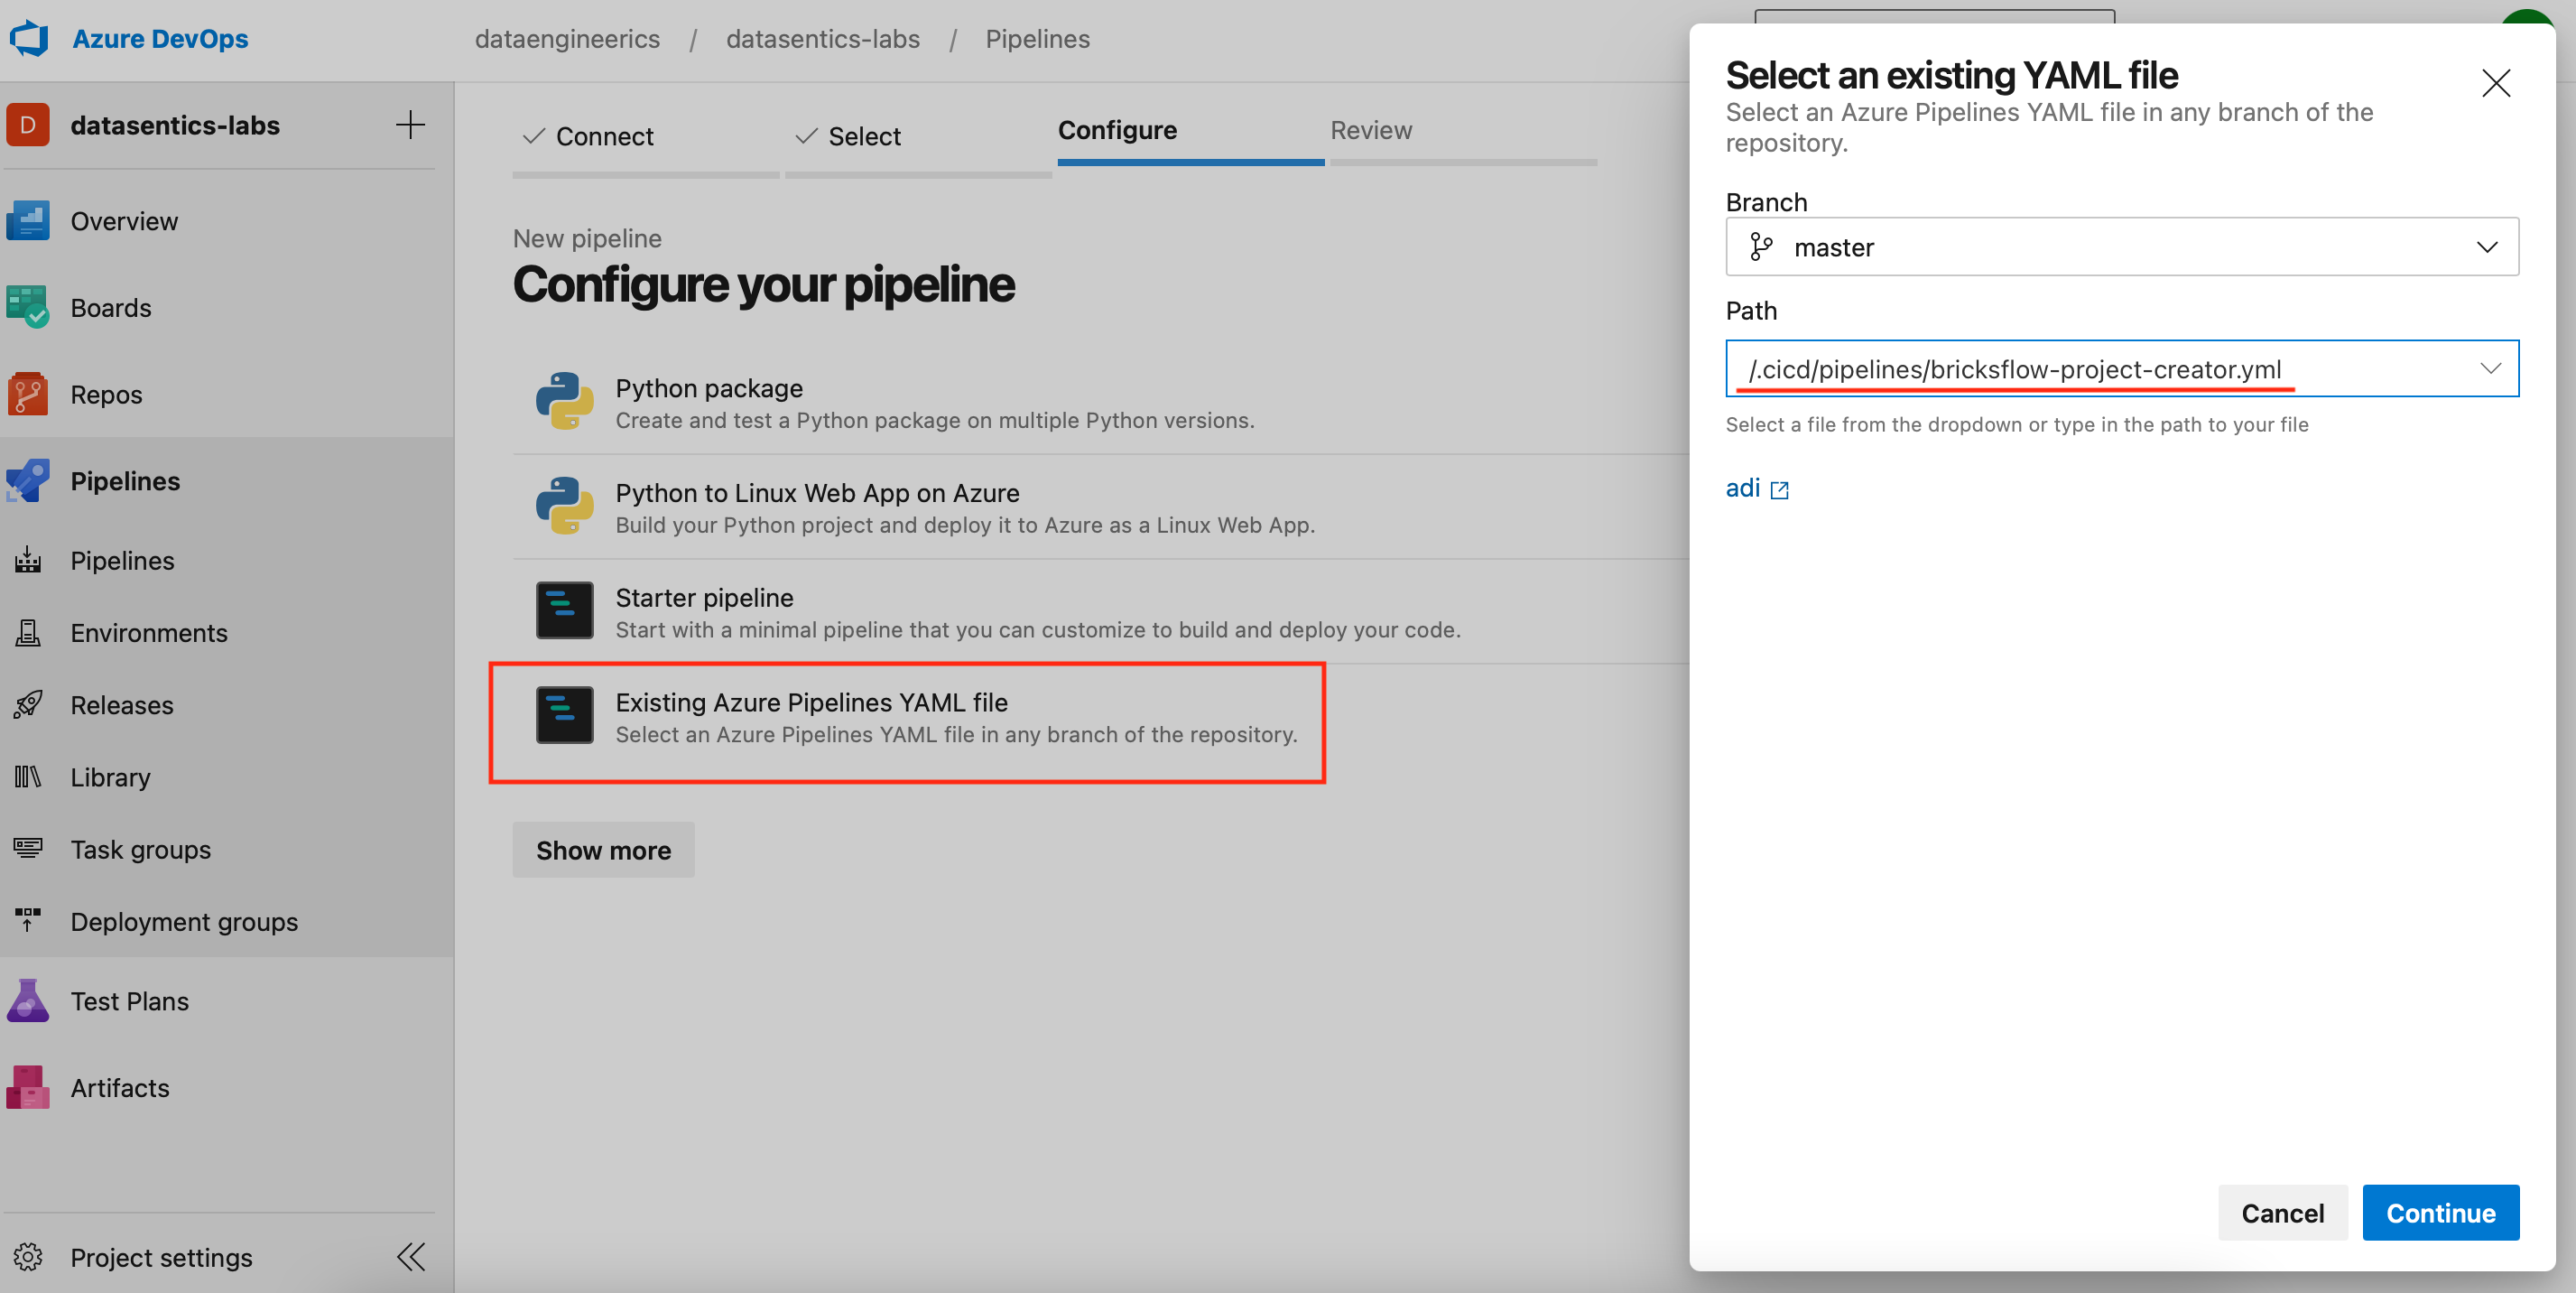 Azure DevOps
dataengineerics / datasentics-labs / Pipelines
D datasentics-labs
Overview
Boards
Repos
Pipelines
Pipelines
Environments
Releases
Library
Task groups
Deployment groups
Test Plans
Artifacts
Project settings
Connect Select Configure Review
New pipeline
Configure your pipeline
Python package
Create and test a Python package on multiple Python versions.
Python to Linux Web App on Azure
Build your Python project and deploy it to Azure as a Linux Web App.
Starter pipeline
Start with a minimal pipeline that you can customize to build and deploy your code.
Existing Azure Pipelines YAML file
Select an Azure Pipelines YAML file in any branch of the repository.
Show more
Select an existing YAML file
Select an Azure Pipelines YAML file in any branch of the
repository.
Branch
master
Path
/.cicd/pipelines/bricksflow-project-creator.yml
Select a file from the dropdown or type in the path to your file
adi
Cancel Continue